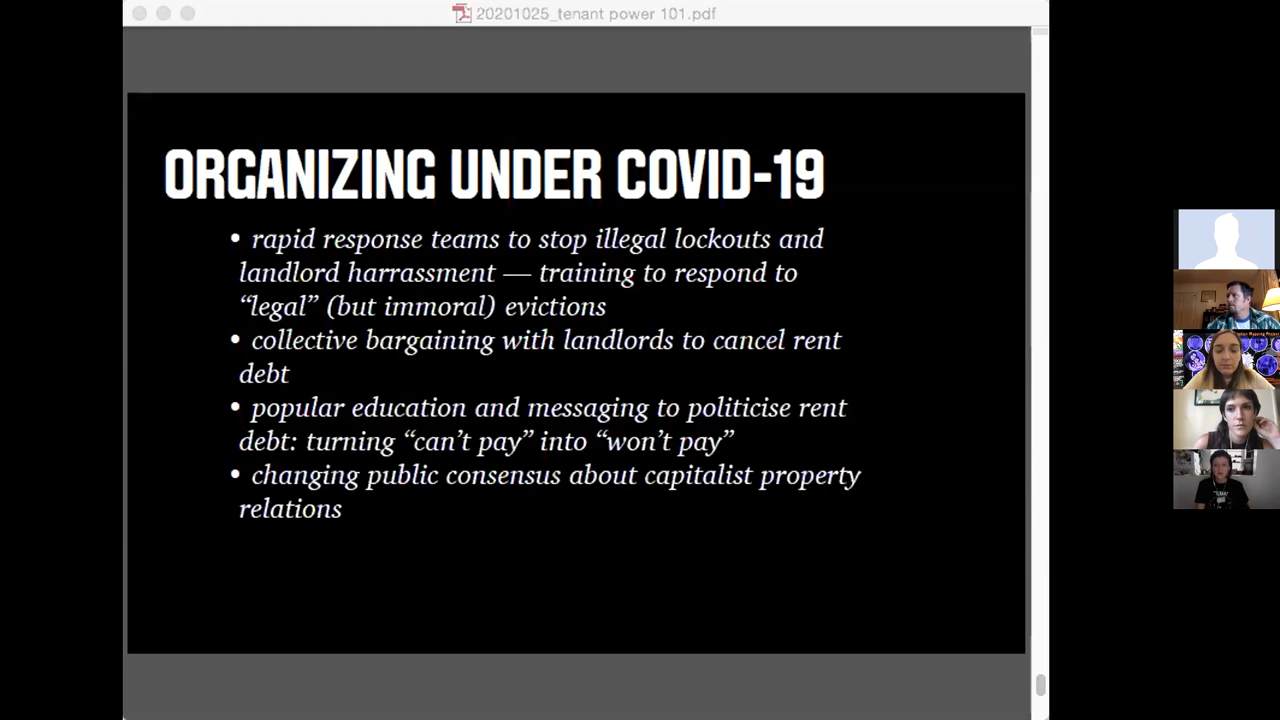 20201025_tenant power 101.pdf
ORGANIZING UNDER COVID-19
• rapid response teams to stop illegal lockouts and
landlord harrassment — training to respond to
“legal” (but immoral) evictions
• collective bargaining with landlords to cancel rent
debt
• popular education and messaging to politicise rent
debt: turning “can’t pay” into “won’t pay”
• changing public consensus about capitalist property
relations